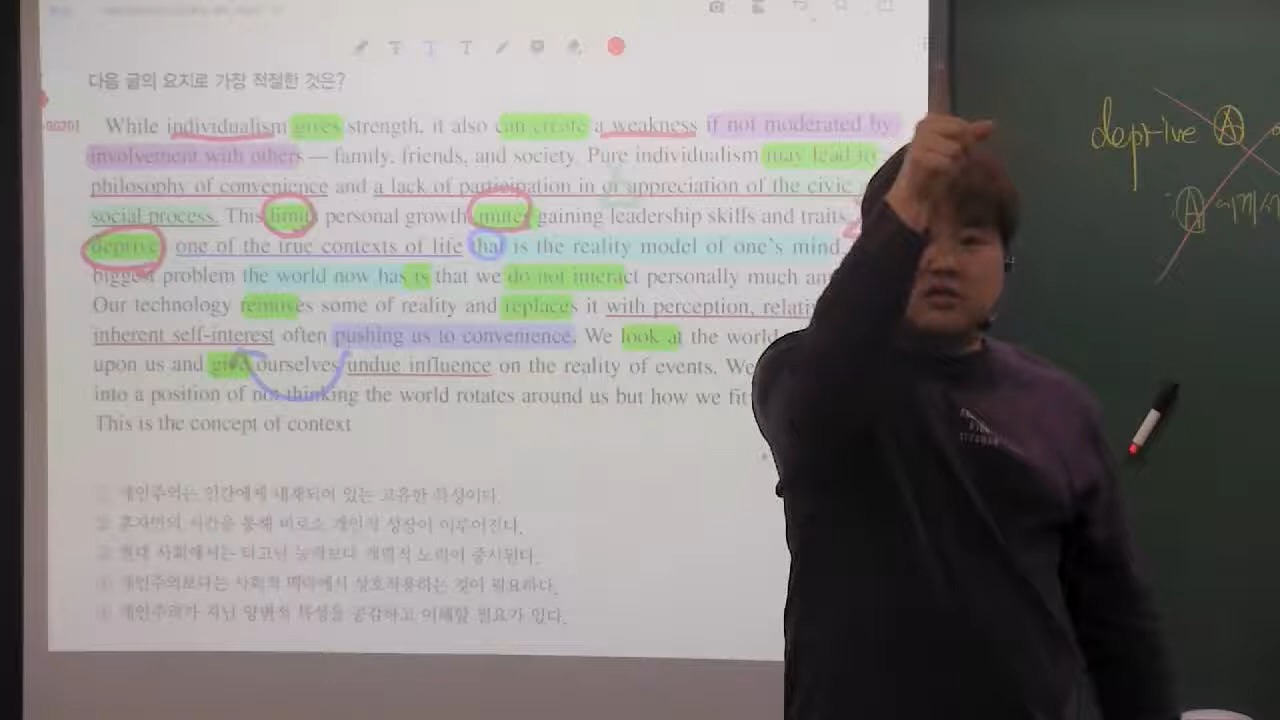 다음 글의 요지로 가장 적절한 것은?
While individualism gives strength, it also can create a weakness if not moderated by
involvement with others — family, friends, and society. Pure individualism may lead to
philosophy of convenience and a lack of participation in or appreciation of the civic
social process. This limits personal growth, mutes gaining leadership skills and traits,
deprive one of the true contexts of life that is the reality model of one's mind.
biggest problem the world now has is that we do not interact personally much
Our technology removes some of reality and replaces it with perception,
inherent self-interest often pushing us to convenience. We look at the world
upon us and give ourselves undue influence on the reality of events. We
into a position of not thinking the world rotates around us but how we fit
This is the concept of context
① 개인주의는 인간에게 내재되어 있는 고유한 특성이다.
② 혼자만의 시간을 통해 비로소 개인적 성장이 이루어진다.
③ 현대 사회에서는 타고난 능력보다 개별적 노력이 중시된다.
④ 개인주의보다는 사회적 맥락에서 상호작용하는 것이 필요하다.
⑤ 개인주의가 지닌 양면적 특성을 공감하고 이해할 필요가 있다.
deprive A
A